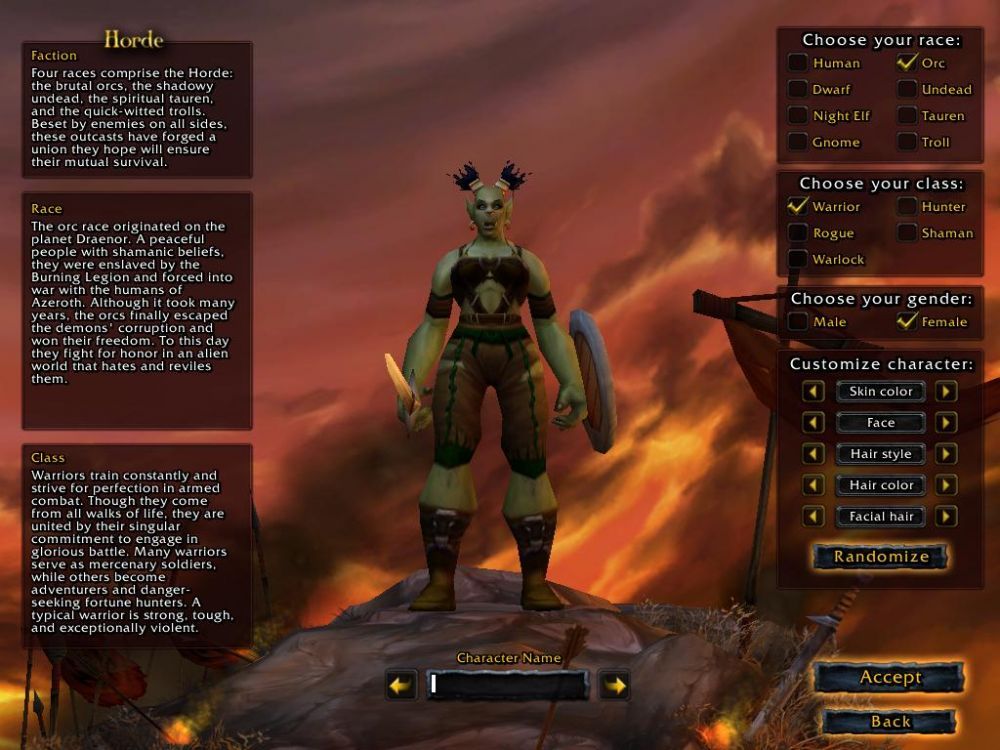 Horde
Faction
Four races comprise the Horde:
the brutal orcs, the shadowy
undead, the spiritual tauren,
and the quick-witted trolls.
Beset by enemies on all sides,
these outcasts have forged a
union they hope will ensure
their mutual survival.
Race
The orc race originated on the
planet Draenor. A peaceful
people with shamanic beliefs,
they were enslaved by the
Burning Legion and forced into
war with the humans of
Azeroth. Although it took many
years, the orcs finally escaped
the demons' corruption and
won their freedom. To this day
they fight for honor in an alien
world that hates and reviles
them.
Class
Warriors train constantly and
strive for perfection in armed
combat. Though they come
from all walks of life, they are
united by their singular
commitment to engage in
glorious battle. Many warriors
serve as mercenary soldiers,
while others become
adventurers and danger-
seeking fortune hunters. A
typical warrior is strong, tough,
and exceptionally violent.
Character Name
Choose your race:
Human Orc
Dwarf Undead
Night Elf Tauren
Gnome Troll
Choose your class:
Warrior Hunter
Rogue Shaman
Warlock
Choose your gender:
Male Female
Customize character:
Skin color
Face
Hair style
Hair color
Facial hair
Randomize
Accept
Back